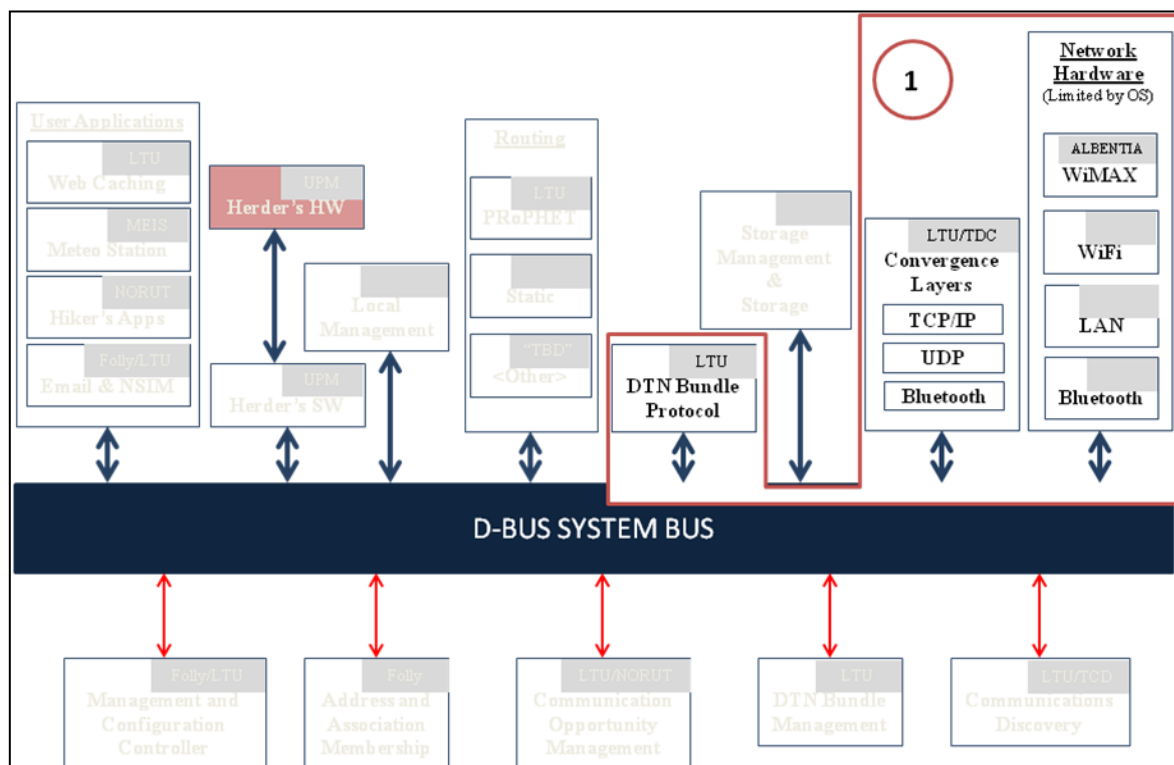 1
Network
Hardware
(Limited by OS)
ALBENTIA
WiMAX
WiFi
LAN
Bluetooth
User Applications
LTU
Web Caching
MEIS
Meteo Station
NORUT
Hiker's Apps
Folly/LTU
Email & NSIM
UPM
Herder's HW
UPM
Herder's SW
Local
Management
Routing
LTU
PRoPHET
Static
"TBD"
<Other>
Storage
Management
&
Storage
LTU
DTN Bundle
Protocol
LTU/TDC
Convergence
Layers
TCP/IP
UDP
Bluetooth
D-BUS SYSTEM BUS
Folly/LTU
Management and
Configuration
Controller
Folly
Address and
Association
Membership
LTU/NORUT
Communication
Opportunity
Management
LTU
DTN Bundle
Management
LTU/TCD
Communications
Discovery